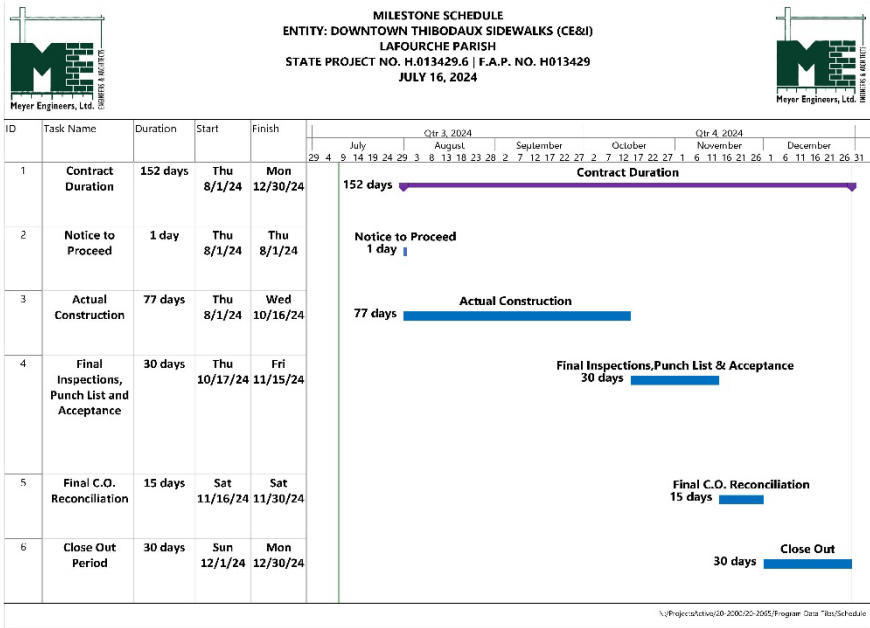 MILESTONE SCHEDULE
ENTITY: DOWNTOWN THIBODAUX SIDEWALKS (CE&I)
LAFOURCHE PARISH
STATE PROJECT NO. H.013429.6 | F.A.P. NO. H013429
JULY 16, 2024
ME
ENGINEERS & ARCHITECTS
Meyer Engineers, Ltd.
ME
ENGINEERS & ARCHITECTS
Meyer Engineers, Ltd.
ID Task Name Duration Start Finish
Qtr 3, 2024 Qtr 4, 2024
July August September October November December
29 4 9 14 19 24 29 3 8 13 18 23 28 2 7 12 17 22 27 2 7 12 17 22 27 1 6 11 16 21 26 1 6 11 16 21 26 31
1 Contract 152 days Thu Mon
Duration 8/1/24 12/30/24
Contract Duration
152 days
2 Notice to 1 day Thu Thu
Proceed 8/1/24 8/1/24
Notice to Proceed
1 day
3 Actual 77 days Thu Wed
Construction 8/1/24 10/16/24
Actual Construction
77 days
4 Final 30 days Thu Fri
Inspections, 10/17/24 11/15/24
Punch List and
Acceptance
Final Inspections,Punch List & Acceptance
30 days
5 Final C.O. 15 days Sat Sat
Reconciliation 11/16/24 11/30/24
Final C.O. Reconciliation
15 days
6 Close Out 30 days Sun Mon
Period 12/1/24 12/30/24
Close Out
30 days